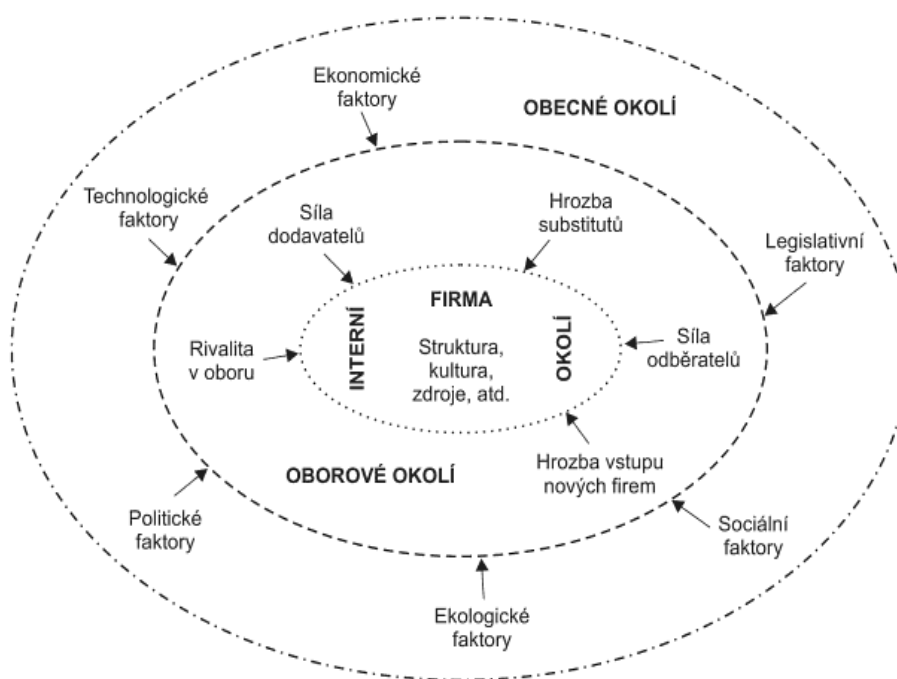 Ekonomické
faktory
OBECNÉ OKOLÍ
Technologické
faktory
Síla
dodavatelů
Hrozba
substitutů
Legislativní
faktory
FIRMA
INTERNÍ
OKOLÍ
Struktura,
kultura,
zdroje, atd.
Rivalita
v oboru
Síla
odběratelů
OBOROVÉ OKOLÍ
Hrozba vstupu
nových firem
Politické
faktory
Sociální
faktory
Ekologické
faktory